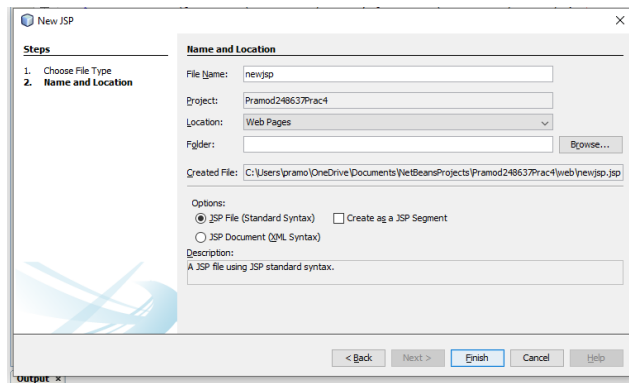 New JSP
Steps
1. Choose File Type
2. Name and Location
Name and Location
File Name: newjsp
Project: Pramod248637Prac4
Location: Web Pages
Folder: Browse...
Created File: C:\Users\pramo\OneDrive\Documents\NetBeansProjects\Pramod248637Prac4\web\newjsp.jsp
Options:
JSP File (Standard Syntax) Create as a JSP Segment
JSP Document (XML Syntax)
Description:
A JSP file using JSP standard syntax.
< Back Next > Finish Cancel Help
Output ×